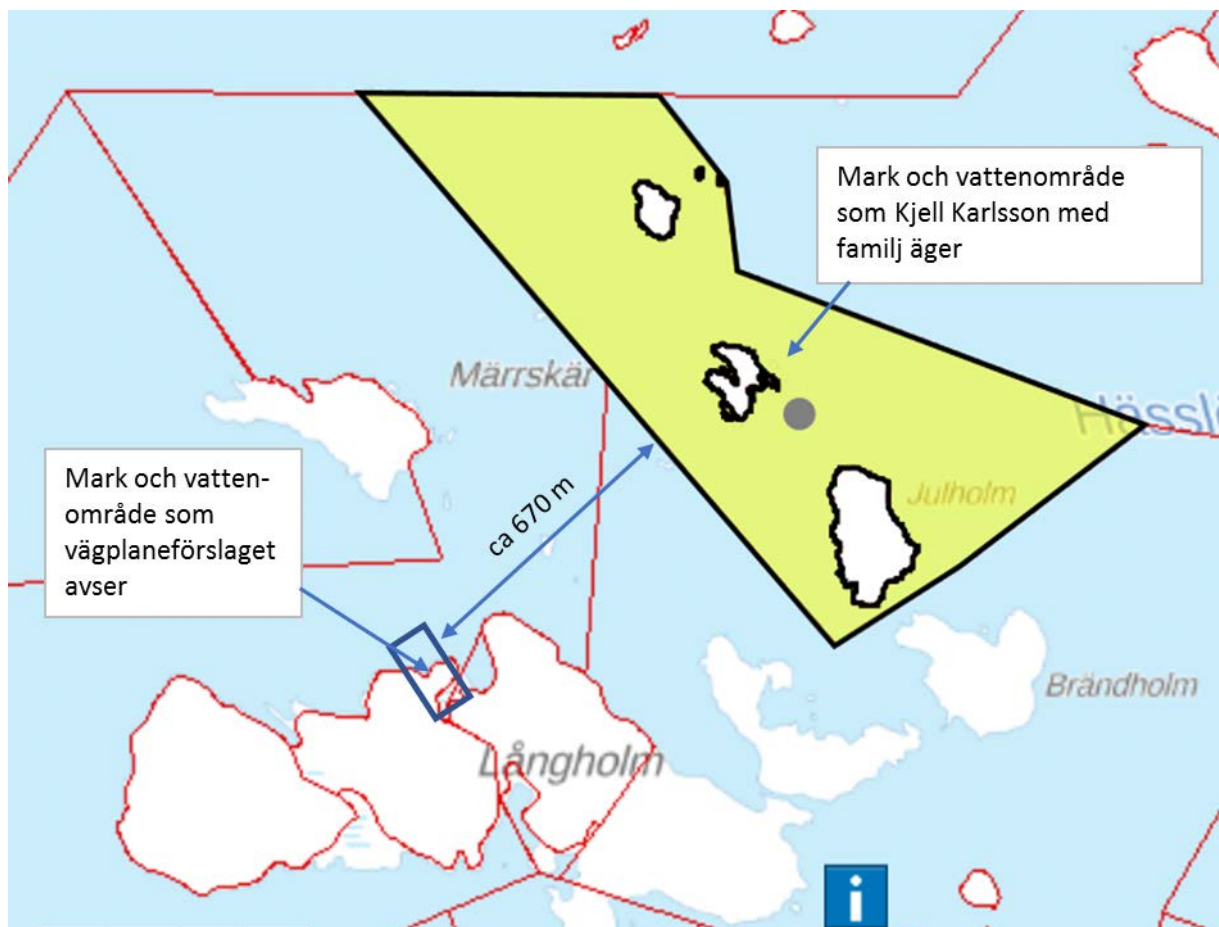 Mark och vattenområde
som Kjell Karlsson med
familj äger
Märrskär
Mark och vatten-
område som
vägplaneförslaget
avser
ca 670 m
Julholm
Brändholm
Långholm
i